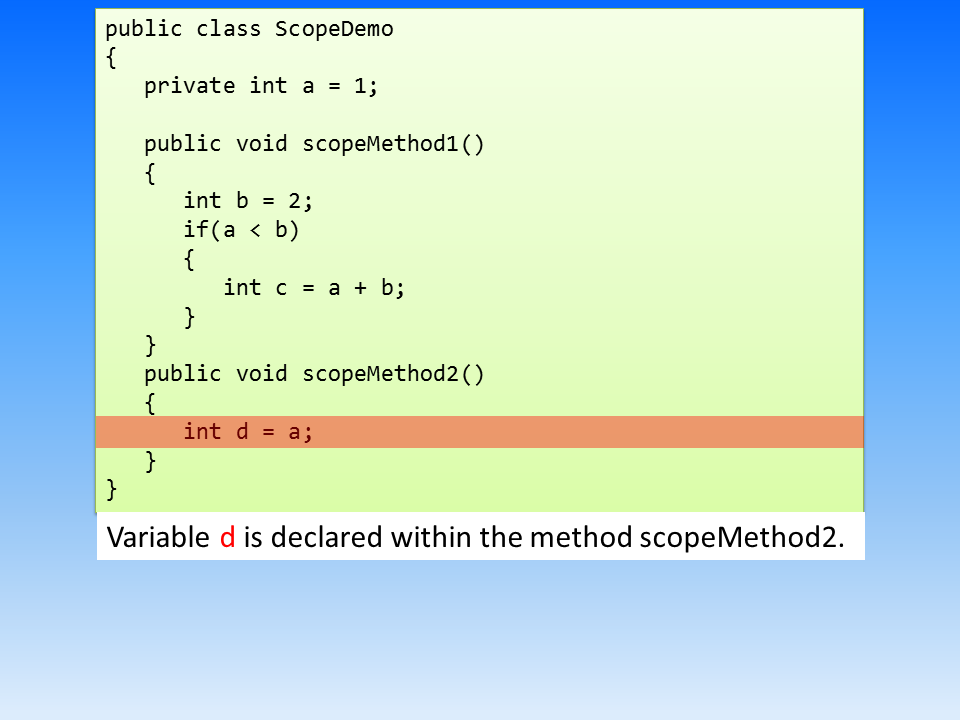 public class ScopeDemo
{
   private int a = 1;

   public void scopeMethod1()
   {
      int b = 2;
      if(a < b)
      {
         int c = a + b;
      }
   }
   public void scopeMethod2()
   {
      int d = a;
   }
}
Variable d is declared within the method scopeMethod2.